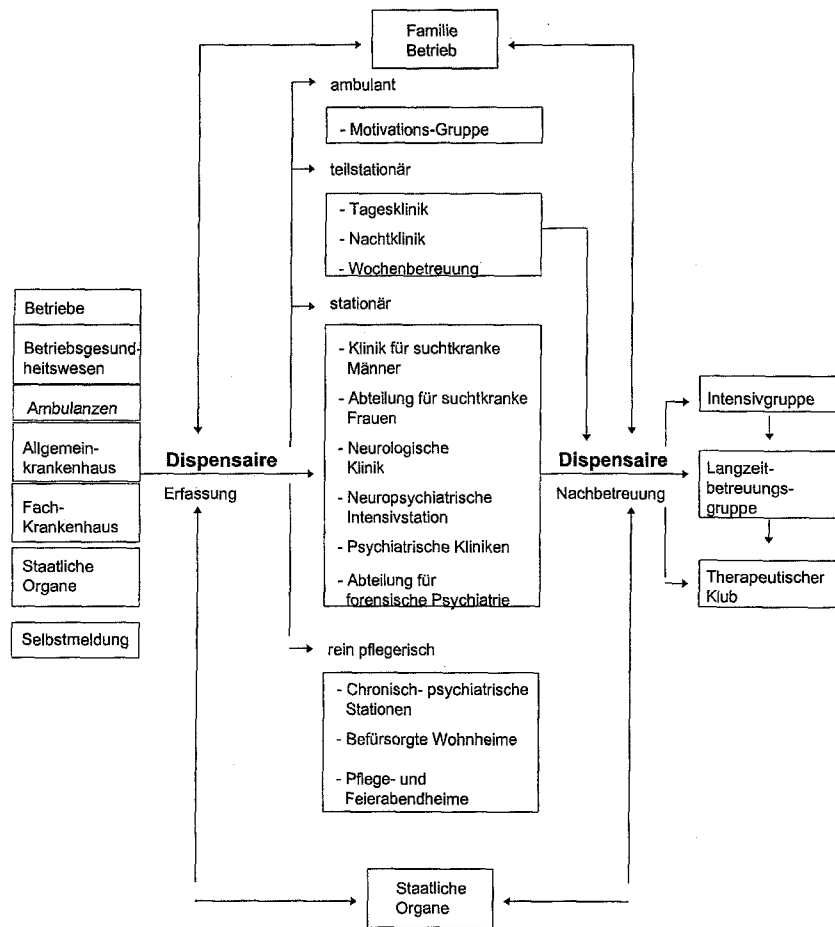 Familie
Betrieb
ambulant
- Motivations-Gruppe
teilstationär
- Tagesklinik
- Nachtklinik
- Wochenbetreuung
stationär
Betriebe
Betriebsgesund-
heitswesen
Ambulanzen
Allgemein-
krankenhaus
Fach-
Krankenhaus
Staatliche
Organe
Selbstmeldung
Dispensaire
Erfassung
- Klinik für suchtkranke
Männer
- Abteilung für suchtkranke
Frauen
- Neurologische
Klinik
- Neuropsychiatrische
Intensivstation
- Psychiatrische Kliniken
- Abteilung für
forensische Psychiatrie
Dispensaire
Nachbetreuung
Intensivgruppe
Langzeit-
betreuungs-
gruppe
Therapeutischer
Klub
rein pflegerisch
- Chronisch- psychiatrische
Stationen
- Befürsorgte Wohnheime
- Pflege- und
Feierabendheime
Staatliche
Organe